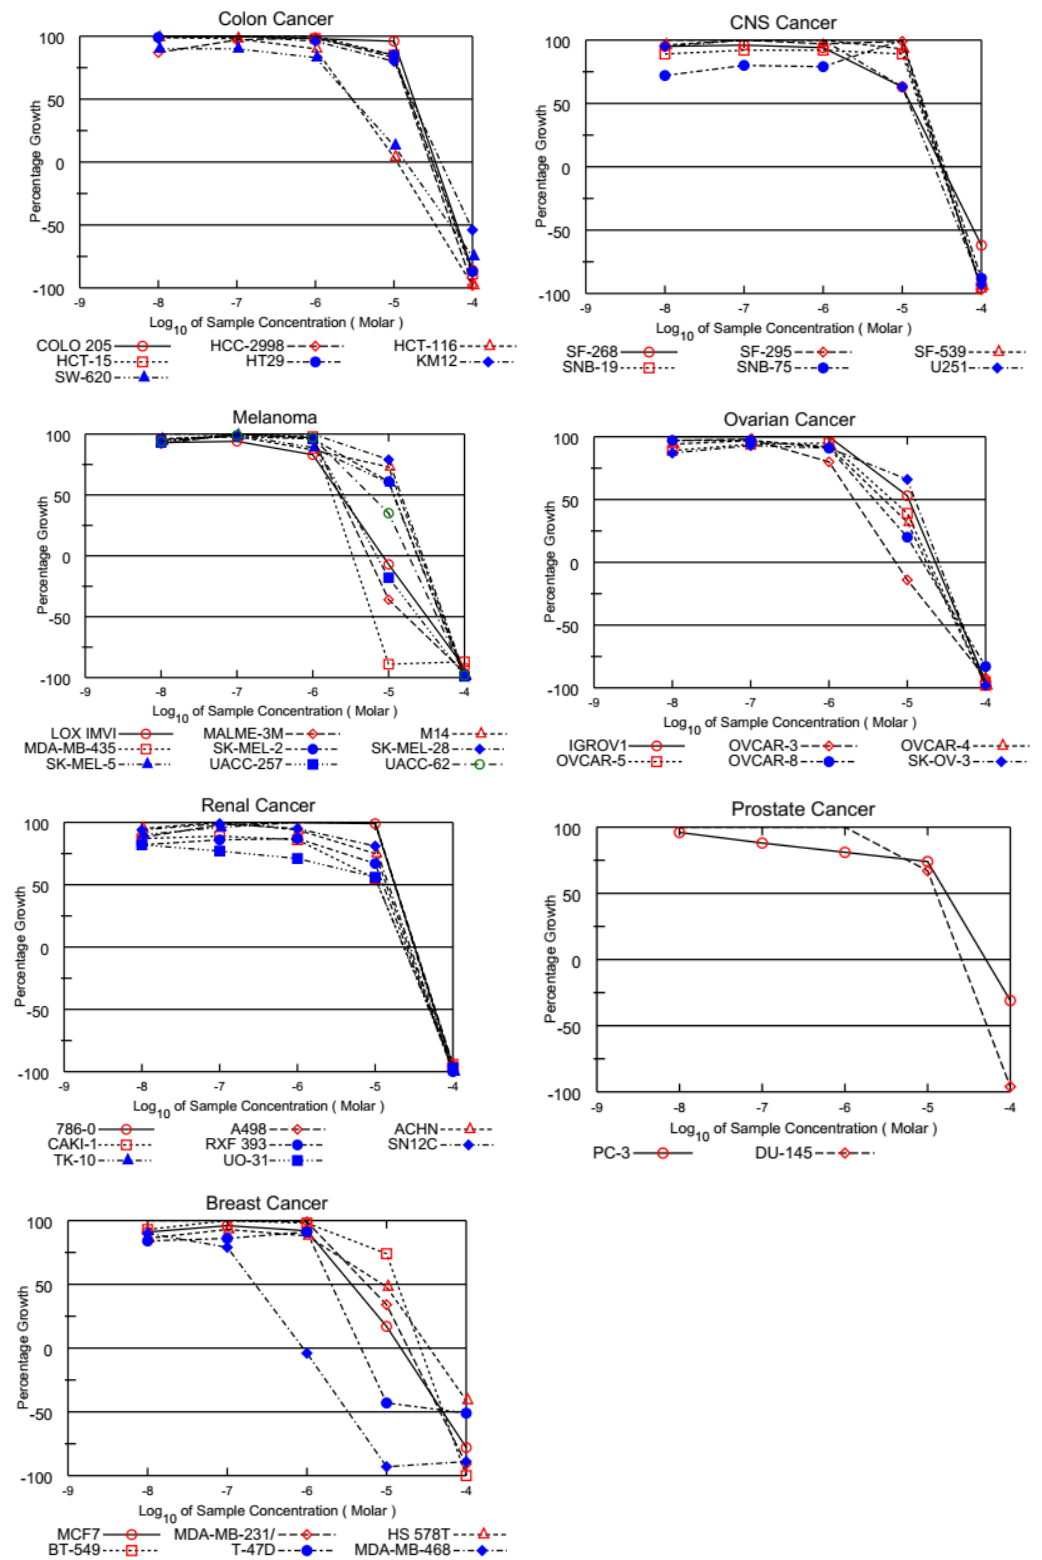 Colon Cancer
100
50
0
-50
-100
Percentage Growth
-9 -8 -7 -6 -5 -4
Log10 of Sample Concentration ( Molar )
COLO 205 HCC-2998 HCT-116
HCT-15 HT29 KM12
SW-620
CNS Cancer
100
50
0
-50
-100
Percentage Growth
-9 -8 -7 -6 -5 -4
Log10 of Sample Concentration ( Molar )
SF-268 SF-295 SF-539
SNB-19 SNB-75 U251
Melanoma
100
50
0
-50
-100
Percentage Growth
-9 -8 -7 -6 -5 -4
Log10 of Sample Concentration ( Molar )
LOX IMVI MALME-3M M14
MDA-MB-435 SK-MEL-2 SK-MEL-28
SK-MEL-5 UACC-257 UACC-62
Ovarian Cancer
100
50
0
-50
-100
Percentage Growth
-9 -8 -7 -6 -5 -4
Log10 of Sample Concentration ( Molar )
IGROV1 OVCAR-3 OVCAR-4
OVCAR-5 OVCAR-8 SK-OV-3
Renal Cancer
100
50
0
-50
-100
Percentage Growth
-9 -8 -7 -6 -5 -4
Log10 of Sample Concentration ( Molar )
786-0 A498 ACHN
CAKI-1 RXF 393 SN12C
TK-10 UO-31
Prostate Cancer
100
50
0
-50
-100
Percentage Growth
-9 -8 -7 -6 -5 -4
Log10 of Sample Concentration ( Molar )
PC-3 DU-145
Breast Cancer
100
50
0
-50
-100
Percentage Growth
-9 -8 -7 -6 -5 -4
Log10 of Sample Concentration ( Molar )
MCF7 MDA-MB-231/ HS 578T
BT-549 T-47D MDA-MB-468